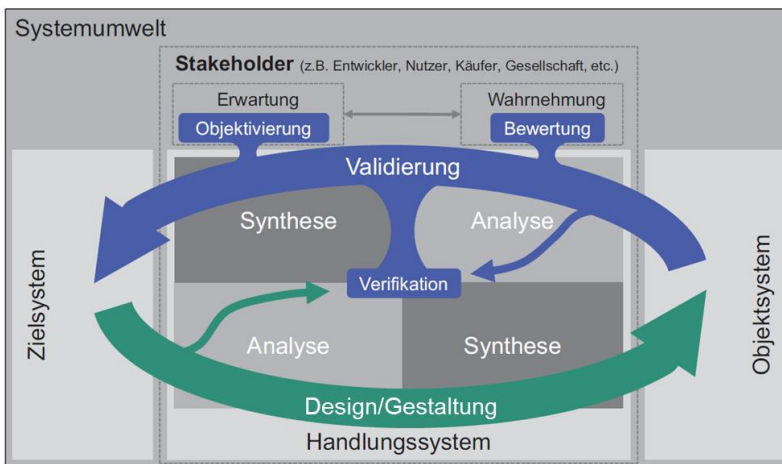 Systemumwelt
Stakeholder (z.B. Entwickler, Nutzer, Käufer, Gesellschaft, etc.)
Erwartung
Wahrnehmung
Objektivierung
Bewertung
Validierung
Synthese
Analyse
Verifikation
Zielsystem
Objektsystem
Analyse
Synthese
Design/Gestaltung
Handlungssystem